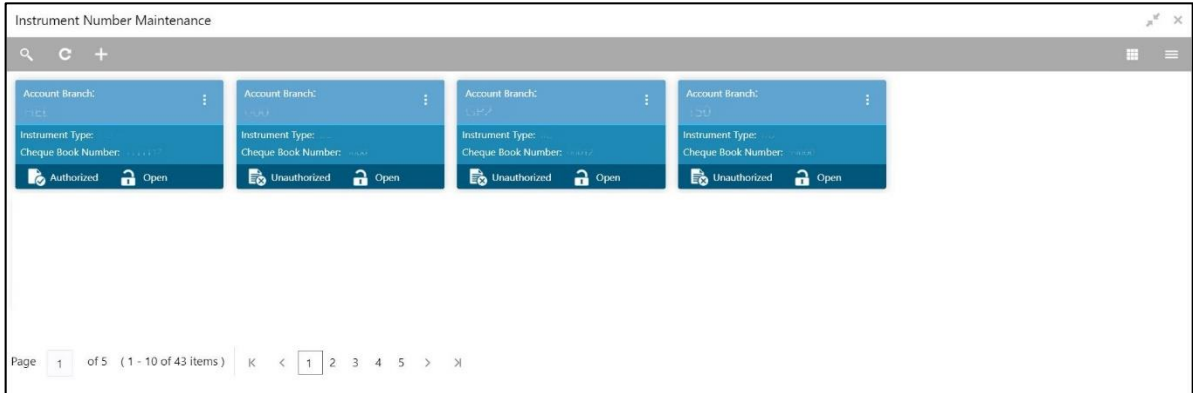 Instrument Number Maintenance
Account Branch:
Instrument Type:
Cheque Book Number:
Authorized Open
Account Branch:
Instrument Type:
Cheque Book Number:
Unauthorized Open
Account Branch:
Instrument Type:
Cheque Book Number:
Unauthorized Open
Account Branch:
Instrument Type:
Cheque Book Number:
Unauthorized Open
Page 1 of 5 ( 1 - 10 of 43 items ) 1 2 3 4 5